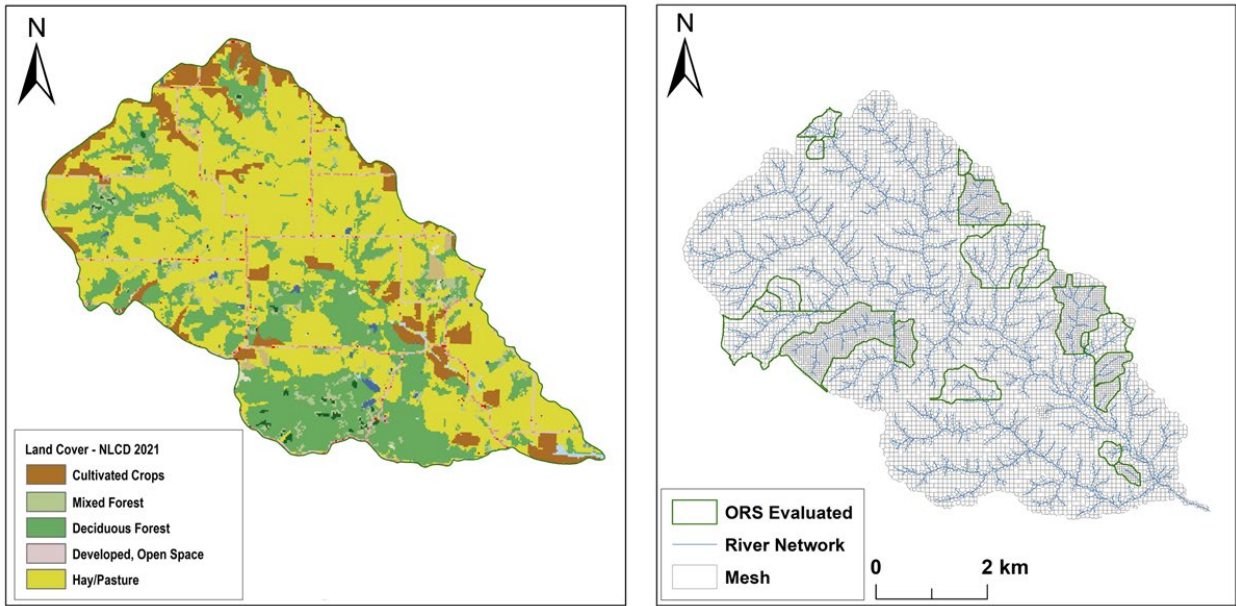 N
Land Cover - NLCD 2021
Cultivated Crops
Mixed Forest
Deciduous Forest
Developed, Open Space
Hay/Pasture
N
ORS Evaluated
River Network
Mesh
0 2 km